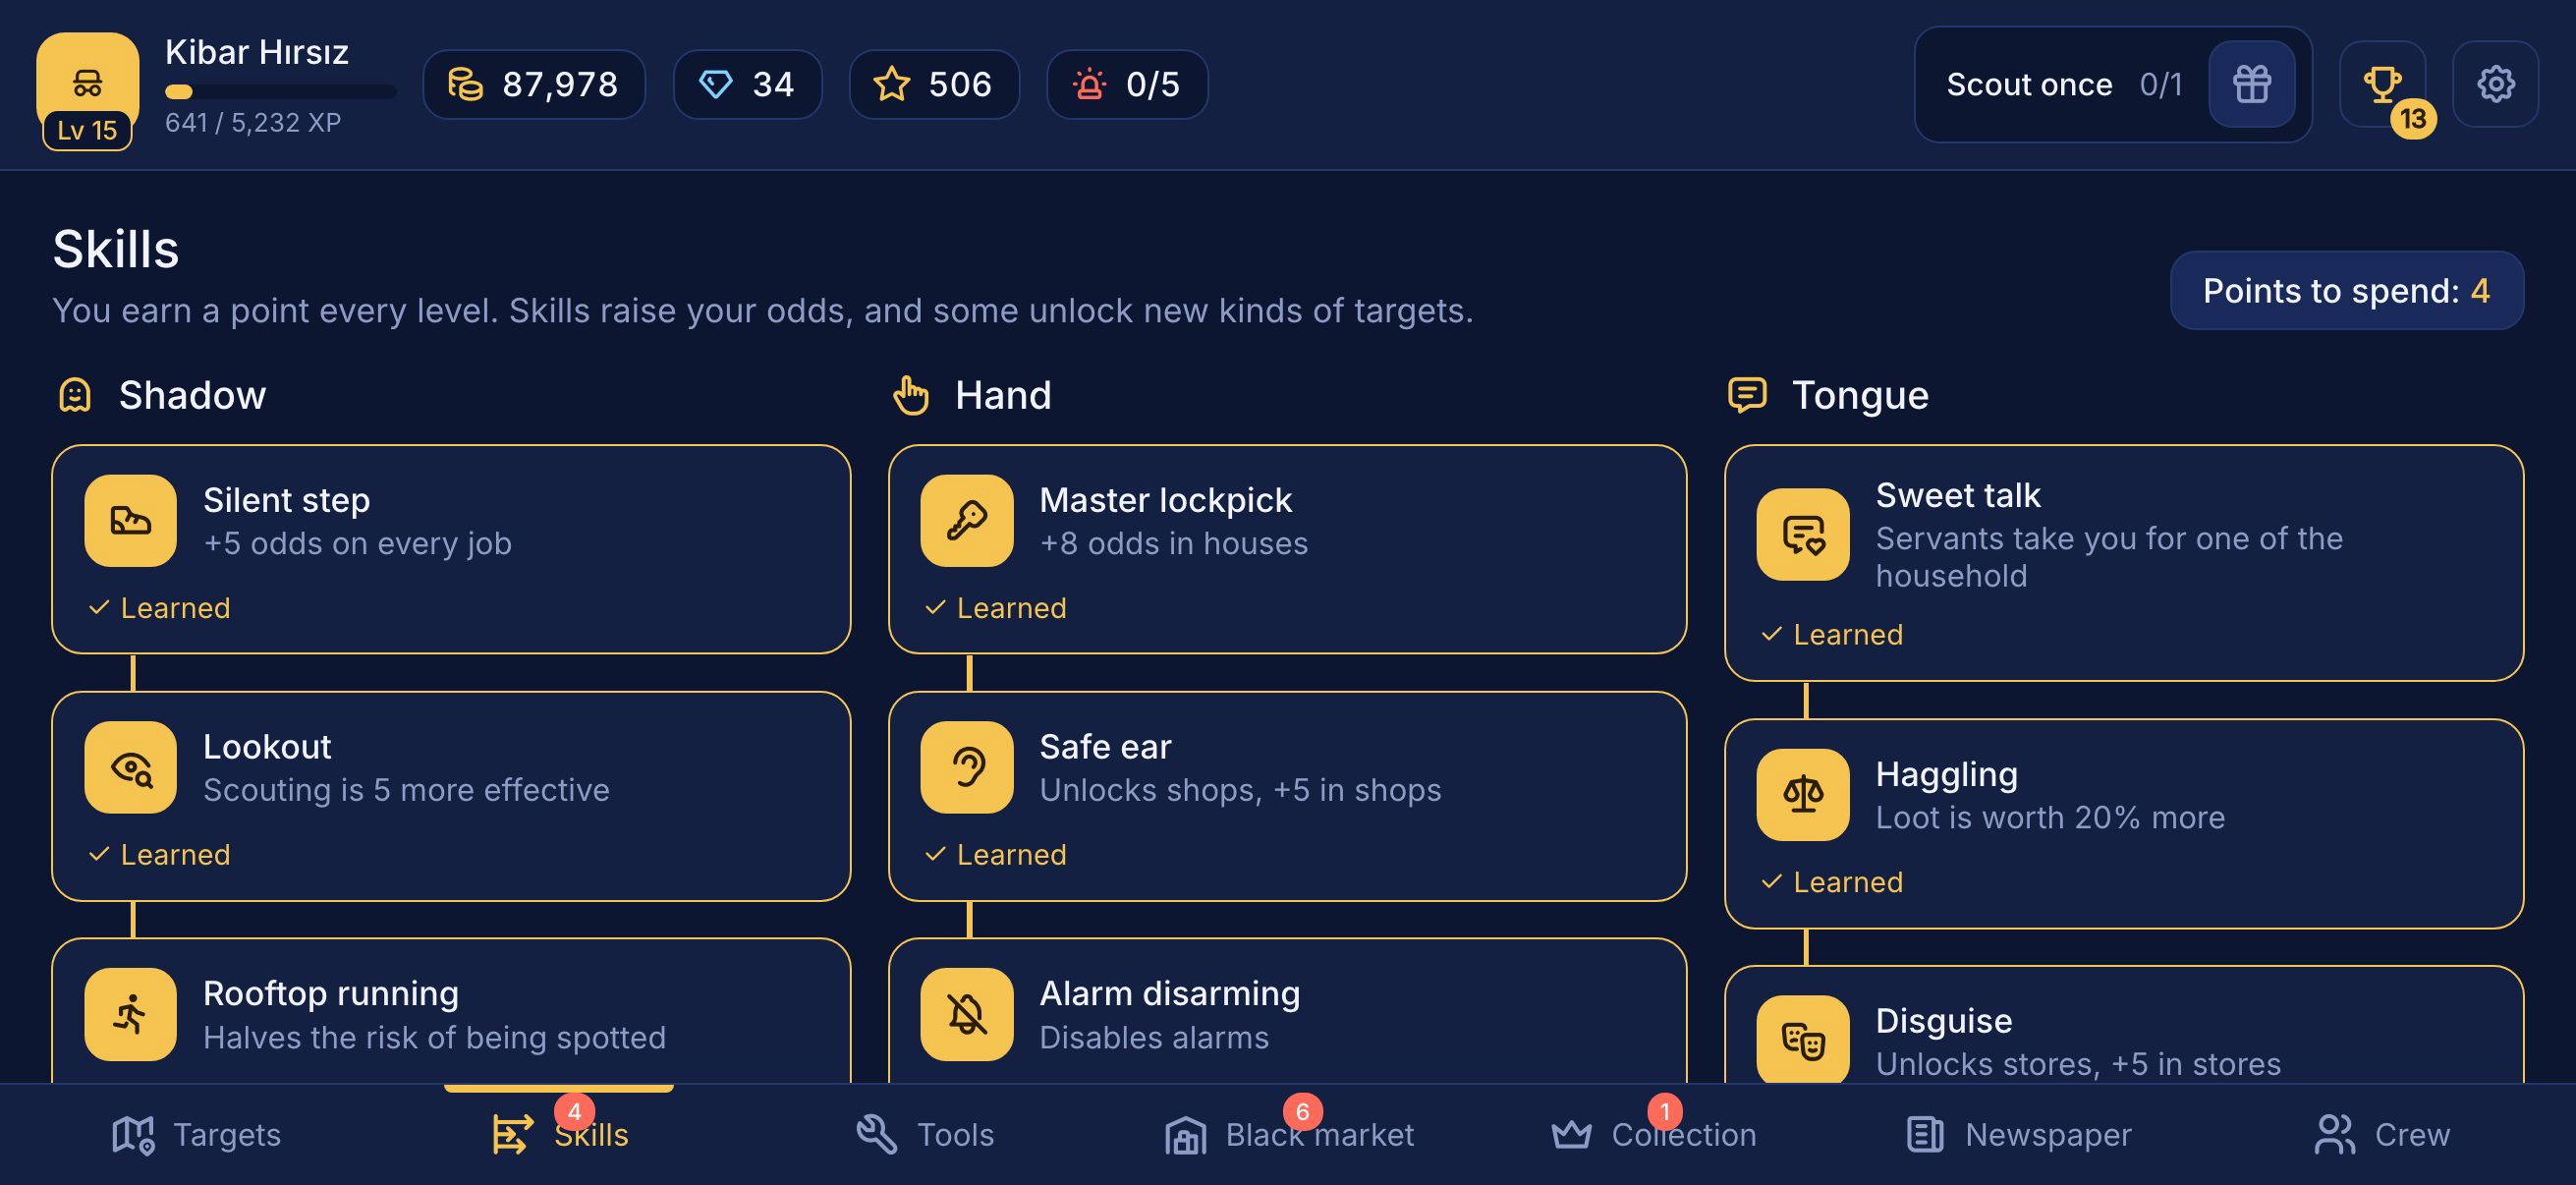 Kibar Hırsız
Lv 15
641 / 5,232 XP
87,978
34
506
0/5
Scout once 0/1
13
Skills
You earn a point every level. Skills raise your odds, and some unlock new kinds of targets.
Points to spend: 4
Shadow
Silent step
+5 odds on every job
Learned
Lookout
Scouting is 5 more effective
Learned
Rooftop running
Halves the risk of being spotted
Hand
Master lockpick
+8 odds in houses
Learned
Safe ear
Unlocks shops, +5 in shops
Learned
Alarm disarming
Disables alarms
Tongue
Sweet talk
Servants take you for one of the
household
Learned
Haggling
Loot is worth 20% more
Learned
Disguise
Unlocks stores, +5 in stores
Targets
4
Skills
Tools
6
Black market
1
Collection
Newspaper
Crew